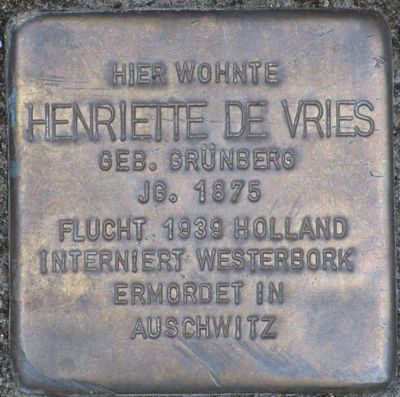 HIER WOHNTE
HENRIETTE DE VRIES
GEB. GRÜNBERG
JG. 1875
FLUCHT 1939 HOLLAND
INTERNIERT WESTERBORK
ERMORDET IN
AUSCHWITZ